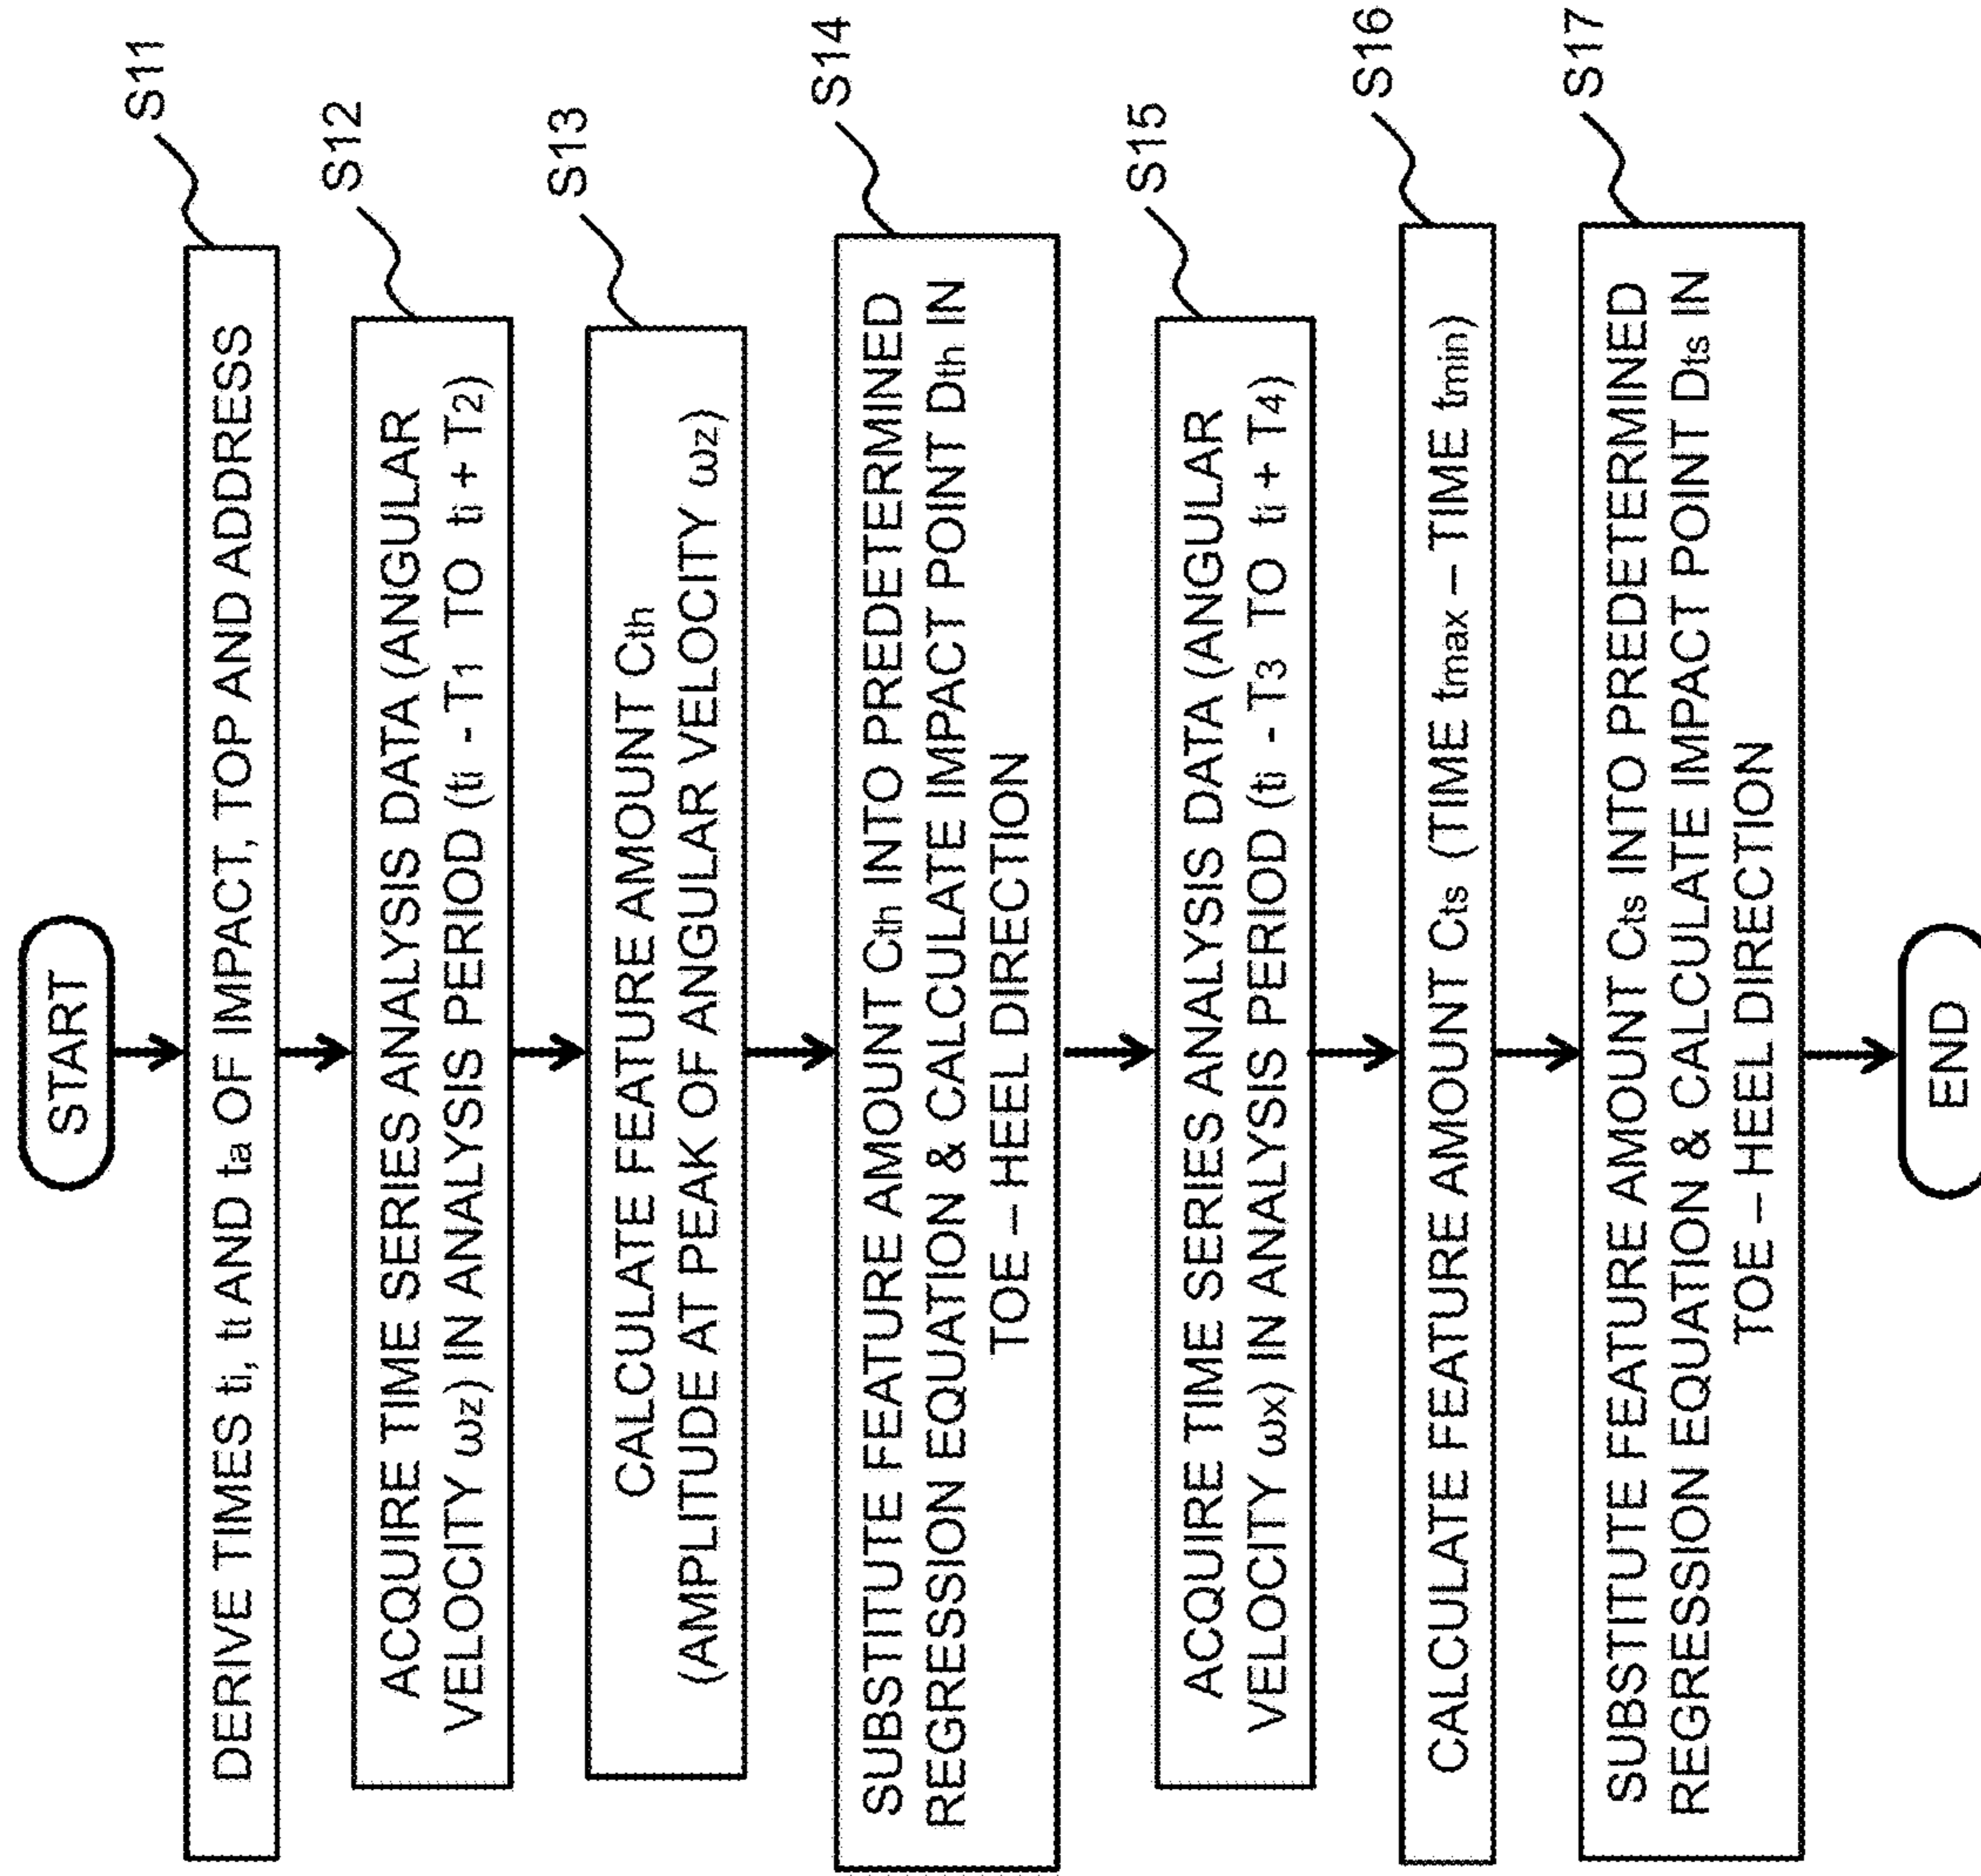 START
S11
DERIVE TIMES ti, tt AND ta OF IMPACT, TOP AND ADDRESS
S12
ACQUIRE TIME SERIES ANALYSIS DATA (ANGULAR
VELOCITY ωz) IN ANALYSIS PERIOD (ti - T1 TO ti + T2)
S13
CALCULATE FEATURE AMOUNT Cth
(AMPLITUDE AT PEAK OF ANGULAR VELOCITY ωz)
S14
SUBSTITUTE FEATURE AMOUNT Cth INTO PREDETERMINED
REGRESSION EQUATION & CALCULATE IMPACT POINT Dth IN
TOE – HEEL DIRECTION
S15
ACQUIRE TIME SERIES ANALYSIS DATA (ANGULAR
VELOCITY ωx) IN ANALYSIS PERIOD (ti - T3 TO ti + T4)
S16
CALCULATE FEATURE AMOUNT Cts (TIME tmax – TIME tmin)
S17
SUBSTITUTE FEATURE AMOUNT Cts INTO PREDETERMINED
REGRESSION EQUATION & CALCULATE IMPACT POINT Dts IN
TOE – HEEL DIRECTION
END